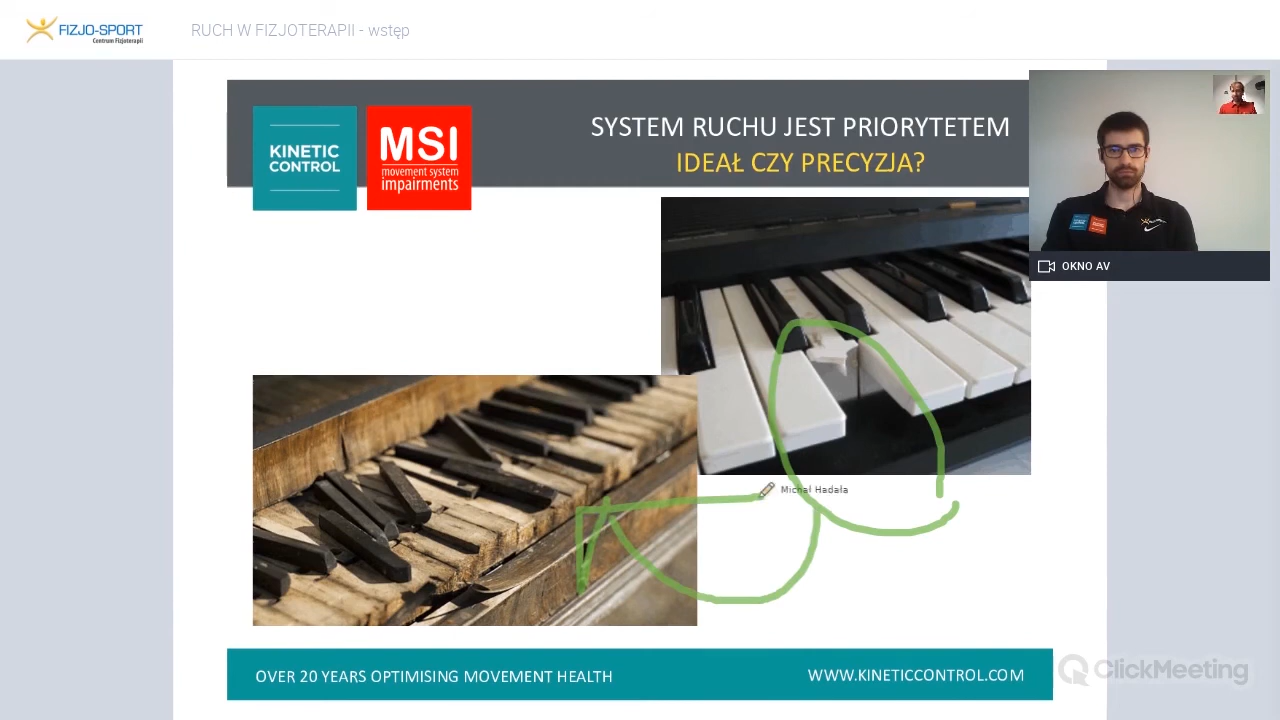 FIZJO-SPORT
Centrum Fizjoterapii
RUCH W FIZJOTERAPII - wstęp
KINETIC
CONTROL
MSI
movement system
impairments
SYSTEM RUCHU JEST PRIORYTETEM
IDEAŁ CZY PRECYZJA?
OKNO AV
Michał Hadała
OVER 20 YEARS OPTIMISING MOVEMENT HEALTH
WWW.KINETICCONTROL.COM
ClickMeeting